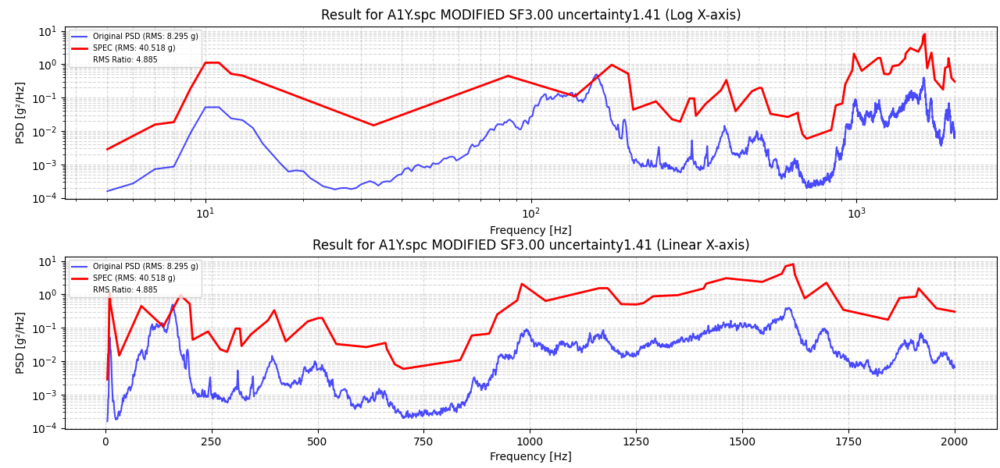 Result for A1Y.spc MODIFIED SF3.00 uncertainty1.41 (Log X-axis)
PSD [g²/Hz]
10¹
10⁰
10⁻¹
10⁻²
10⁻³
10⁻⁴
Original PSD (RMS: 8.295 g)
SPEC (RMS: 40.518 g)
RMS Ratio: 4.885
10¹ 10² 10³
Frequency [Hz]
Result for A1Y.spc MODIFIED SF3.00 uncertainty1.41 (Linear X-axis)
PSD [g²/Hz]
10¹
10⁰
10⁻¹
10⁻²
10⁻³
10⁻⁴
Original PSD (RMS: 8.295 g)
SPEC (RMS: 40.518 g)
RMS Ratio: 4.885
0 250 500 750 1000 1250 1500 1750 2000
Frequency [Hz]